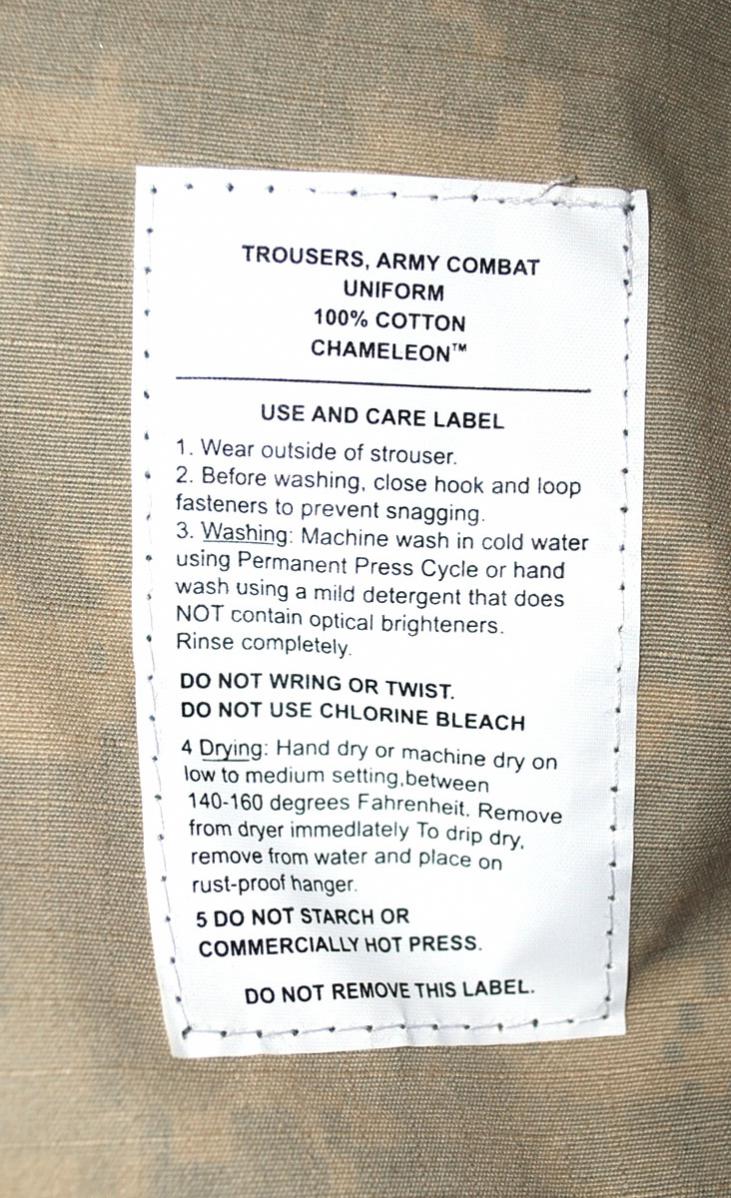 TROUSERS, ARMY COMBAT
UNIFORM
100% COTTON
CHAMELEON™
USE AND CARE LABEL
1. Wear outside of strouser.
2. Before washing, close hook and loop
fasteners to prevent snagging.
3. Washing: Machine wash in cold water
using Permanent Press Cycle or hand
wash using a mild detergent that does
NOT contain optical brighteners.
Rinse completely.
DO NOT WRING OR TWIST.
DO NOT USE CHLORINE BLEACH
4 Drying: Hand dry or machine dry on
low to medium setting,between
140-160 degrees Fahrenheit. Remove
from dryer immedlately To drip dry,
remove from water and place on
rust-proof hanger.
5 DO NOT STARCH OR
COMMERCIALLY HOT PRESS.
DO NOT REMOVE THIS LABEL.